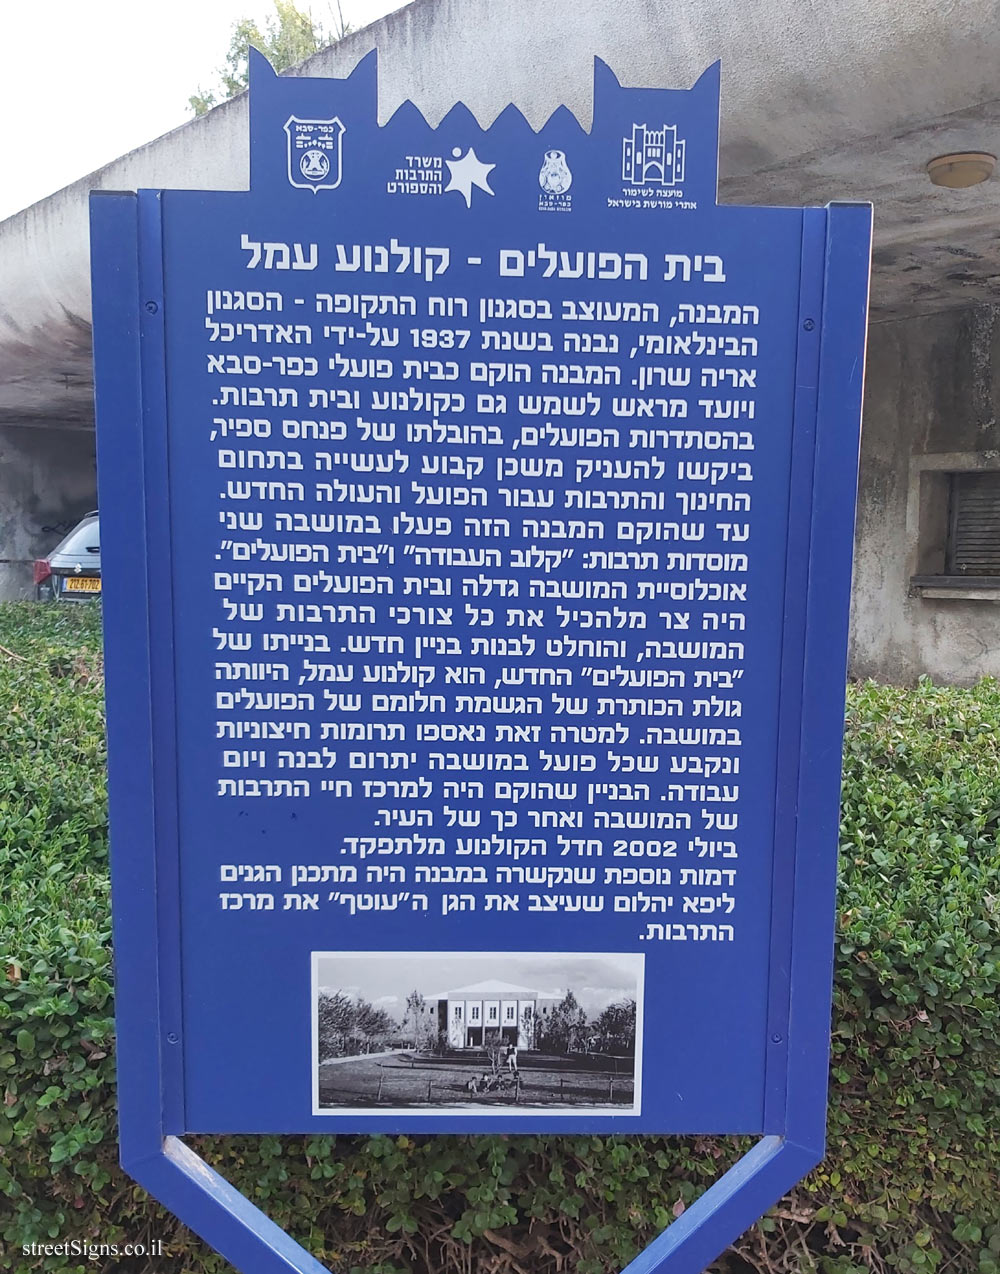 כפר-סבא
משרד
התרבות
והספורט
מוזאון
כפר-סבא
מועצה לשימור
אתרי מורשת בישראל
בית הפועלים - קולנוע עמל
המבנה, המעוצב בסגנון רוח התקופה - הסגנון
הבינלאומי, נבנה בשנת 1937 על-ידי האדריכל
אריה שרון. המבנה הוקם כבית פועלי כפר-סבא
ויועד מראש לשמש גם כקולנוע ובית תרבות.
בהסתדרות הפועלים, בהובלתו של פנחס ספיר,
ביקשו להעניק משכן קבוע לעשייה בתחום
החינוך והתרבות עבור הפועל והעולה החדש.
עד שהוקם המבנה הזה פעלו במושבה שני
מוסדות תרבות: "קלוב העבודה" ו"בית הפועלים".
אוכלוסיית המושבה גדלה ובית הפועלים הקיים
היה צר מלהכיל את כל צורכי התרבות של
המושבה, והוחלט לבנות בניין חדש. בנייתו של
"בית הפועלים" החדש, הוא קולנוע עמל, היוותה
גולת הכותרת של הגשמת חלומם של הפועלים
במושבה. למטרה זאת נאספו תרומות חיצוניות
ונקבע שכל פועל במושבה יתרום לבנה ויום
עבודה. הבניין שהוקם היה למרכז חיי התרבות
של המושבה ואחר כך של העיר.
ביולי 2002 חדל הקולנוע מלתפקד.
דמות נוספת שנקשרה במבנה היה מתכנן הגנים
ליפא יהלום שעיצב את הגן ה"עוטף" את מרכז
התרבות.
212-61-702
streetSigns.co.il